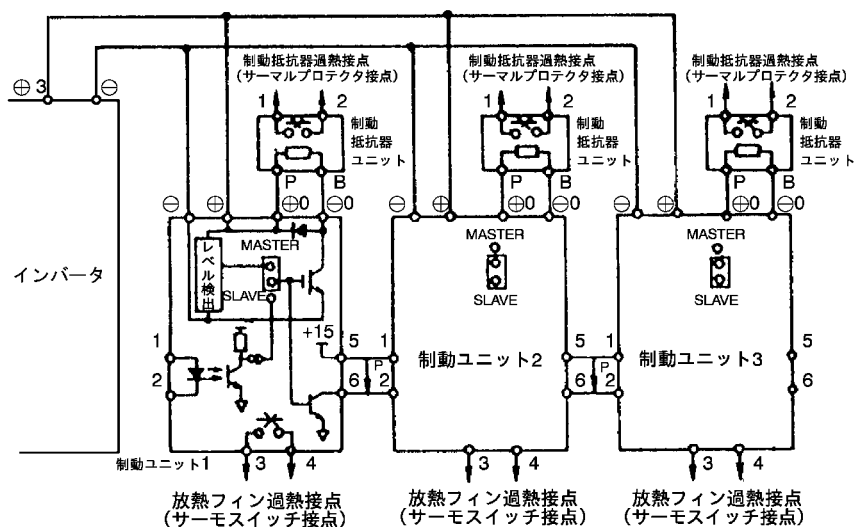 制動抵抗器過熱接点
(サーマルプロテクタ接点)
制動抵抗器過熱接点
(サーマルプロテクタ接点)
制動抵抗器過熱接点
(サーマルプロテクタ接点)
⊕3 ⊖
1 2
制動
抵抗器
ユニット
P B
1 2
制動
抵抗器
ユニット
P B
1 2
制動
抵抗器
ユニット
P B
⊖ ⊕ ⊕0 ⊖0
⊖ ⊕ ⊕0 ⊖0
⊖ ⊕ ⊕0 ⊖0
インバータ
レベル検出
MASTER
SLAVE
+15
1
2
5
6
P
制動ユニット1
3 4
MASTER
SLAVE
1
2
制動ユニット2
5
6
P
3 4
MASTER
SLAVE
1
2
制動ユニット3
5
6
3 4
放熱フィン過熱接点
(サーモスイッチ接点)
放熱フィン過熱接点
(サーモスイッチ接点)
放熱フィン過熱接点
(サーモスイッチ接点)